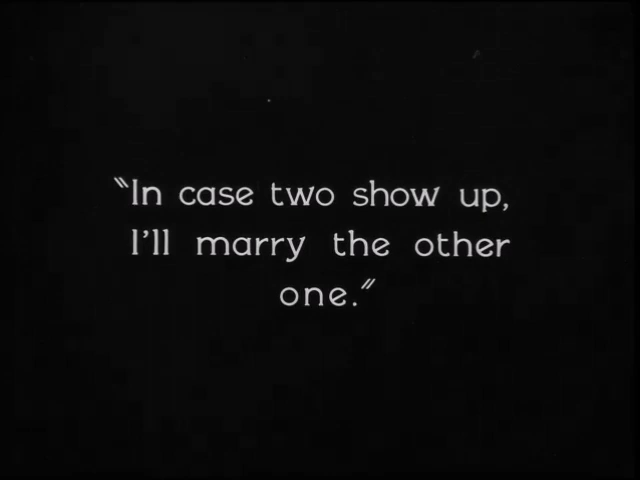 "In case two show up,
I'll marry the other
one."